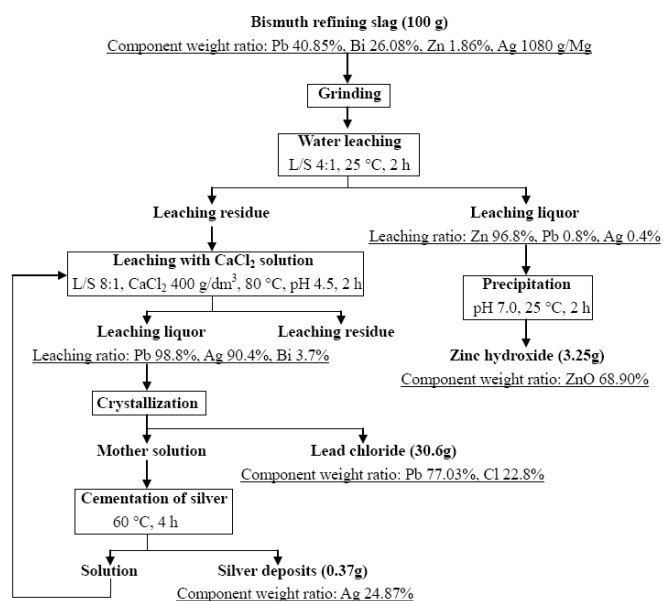 Bismuth refining slag (100 g)
Component weight ratio: Pb 40.85%, Bi 26.08%, Zn 1.86%, Ag 1080 g/Mg
Grinding
Water leaching
L/S 4:1, 25 °C, 2 h
Leaching residue
Leaching liquor
Leaching ratio: Zn 96.8%, Pb 0.8%, Ag 0.4%
Leaching with CaCl₂ solution
L/S 8:1, CaCl₂ 400 g/dm³, 80 °C, pH 4.5, 2 h
Precipitation
pH 7.0, 25 °C, 2 h
Leaching liquor
Leaching residue
Leaching ratio: Pb 98.8%, Ag 90.4%, Bi 3.7%
Zinc hydroxide (3.25g)
Component weight ratio: ZnO 68.90%
Crystallization
Mother solution
Lead chloride (30.6g)
Component weight ratio: Pb 77.03%, Cl 22.8%
Cementation of silver
60 °C, 4 h
Solution
Silver deposits (0.37g)
Component weight ratio: Ag 24.87%